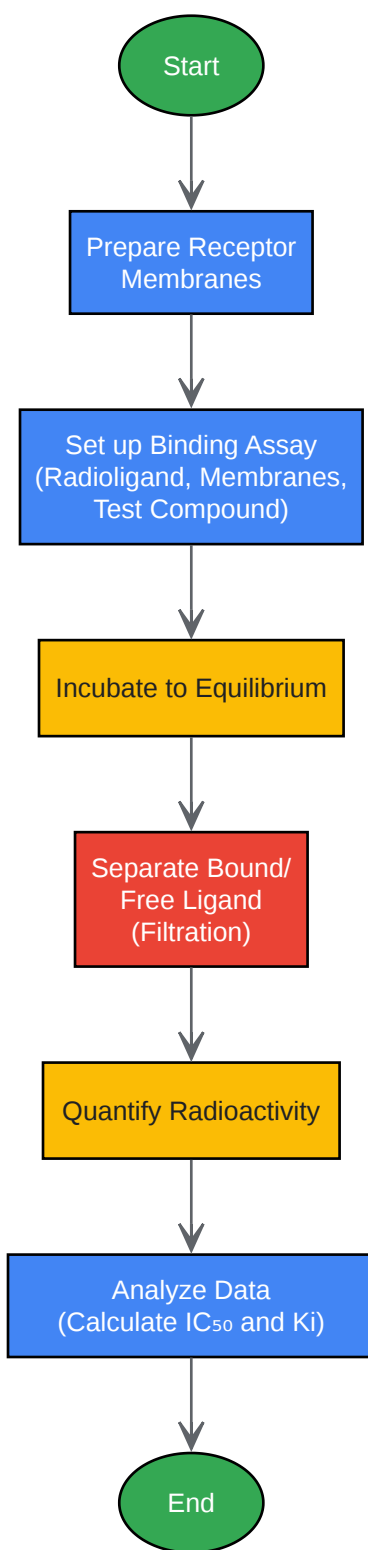 Start
Prepare Receptor
Membranes
Set up Binding Assay
(Radioligand, Membranes,
Test Compound)
Incubate to Equilibrium
Separate Bound/
Free Ligand
(Filtration)
Quantify Radioactivity
Analyze Data
(Calculate IC₅₀ and Ki)
End